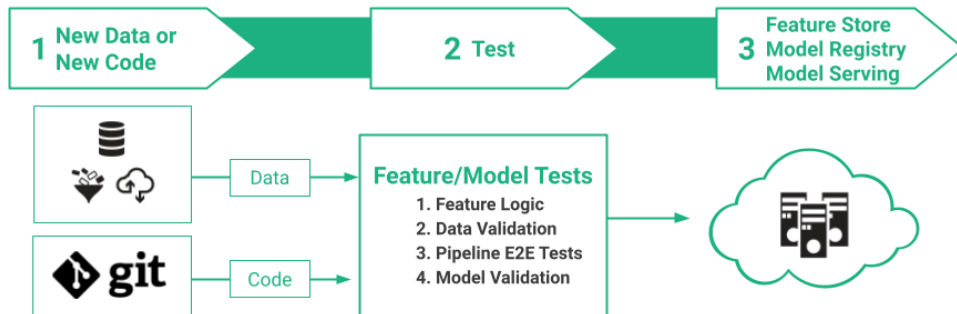 1 New Data or
New Code
2 Test
3 Feature Store
Model Registry
Model Serving
Data
git
Code
Feature/Model Tests
1. Feature Logic
2. Data Validation
3. Pipeline E2E Tests
4. Model Validation